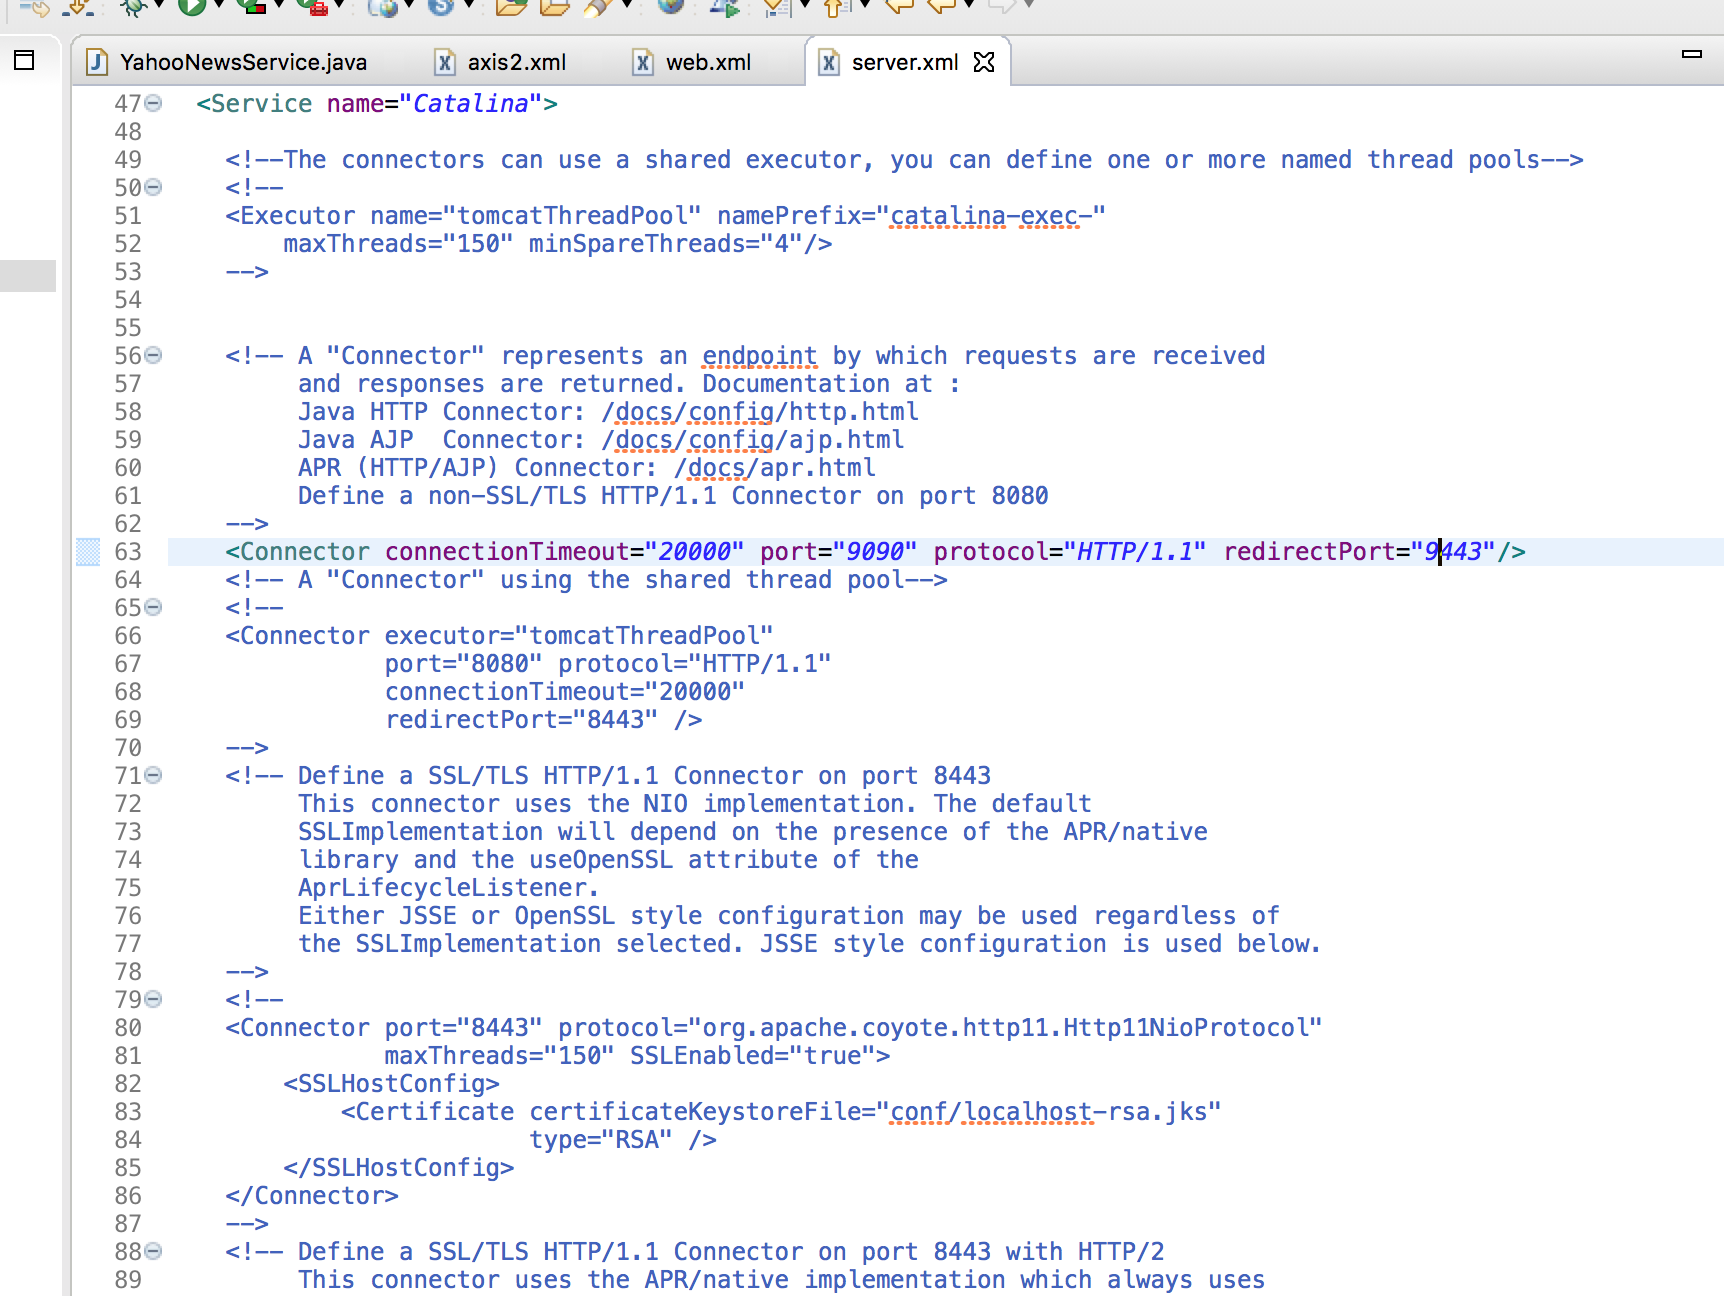 YahooNewsService.java axis2.xml web.xml server.xml
47 <Service name="Catalina">
48
49 <!--The connectors can use a shared executor, you can define one or more named thread pools-->
50 <!--
51 <Executor name="tomcatThreadPool" namePrefix="catalina-exec-"
52 maxThreads="150" minSpareThreads="4"/>
53 -->
54
55
56 <!-- A "Connector" represents an endpoint by which requests are received
57 and responses are returned. Documentation at :
58 Java HTTP Connector: /docs/config/http.html
59 Java AJP  Connector: /docs/config/ajp.html
60 APR (HTTP/AJP) Connector: /docs/apr.html
61 Define a non-SSL/TLS HTTP/1.1 Connector on port 8080
62 -->
63 <Connector connectionTimeout="20000" port="9090" protocol="HTTP/1.1" redirectPort="9443"/>
64 <!-- A "Connector" using the shared thread pool-->
65 <!--
66 <Connector executor="tomcatThreadPool"
67 port="8080" protocol="HTTP/1.1"
68 connectionTimeout="20000"
69 redirectPort="8443" />
70 -->
71 <!-- Define a SSL/TLS HTTP/1.1 Connector on port 8443
72 This connector uses the NIO implementation. The default
73 SSLImplementation will depend on the presence of the APR/native
74 library and the useOpenSSL attribute of the
75 AprLifecycleListener.
76 Either JSSE or OpenSSL style configuration may be used regardless of
77 the SSLImplementation selected. JSSE style configuration is used below.
78 -->
79 <!--
80 <Connector port="8443" protocol="org.apache.coyote.http11.Http11NioProtocol"
81 maxThreads="150" SSLEnabled="true">
82 <SSLHostConfig>
83 <Certificate certificateKeystoreFile="conf/localhost-rsa.jks"
84 type="RSA" />
85 </SSLHostConfig>
86 </Connector>
87 -->
88 <!-- Define a SSL/TLS HTTP/1.1 Connector on port 8443 with HTTP/2
89 This connector uses the APR/native implementation which always uses